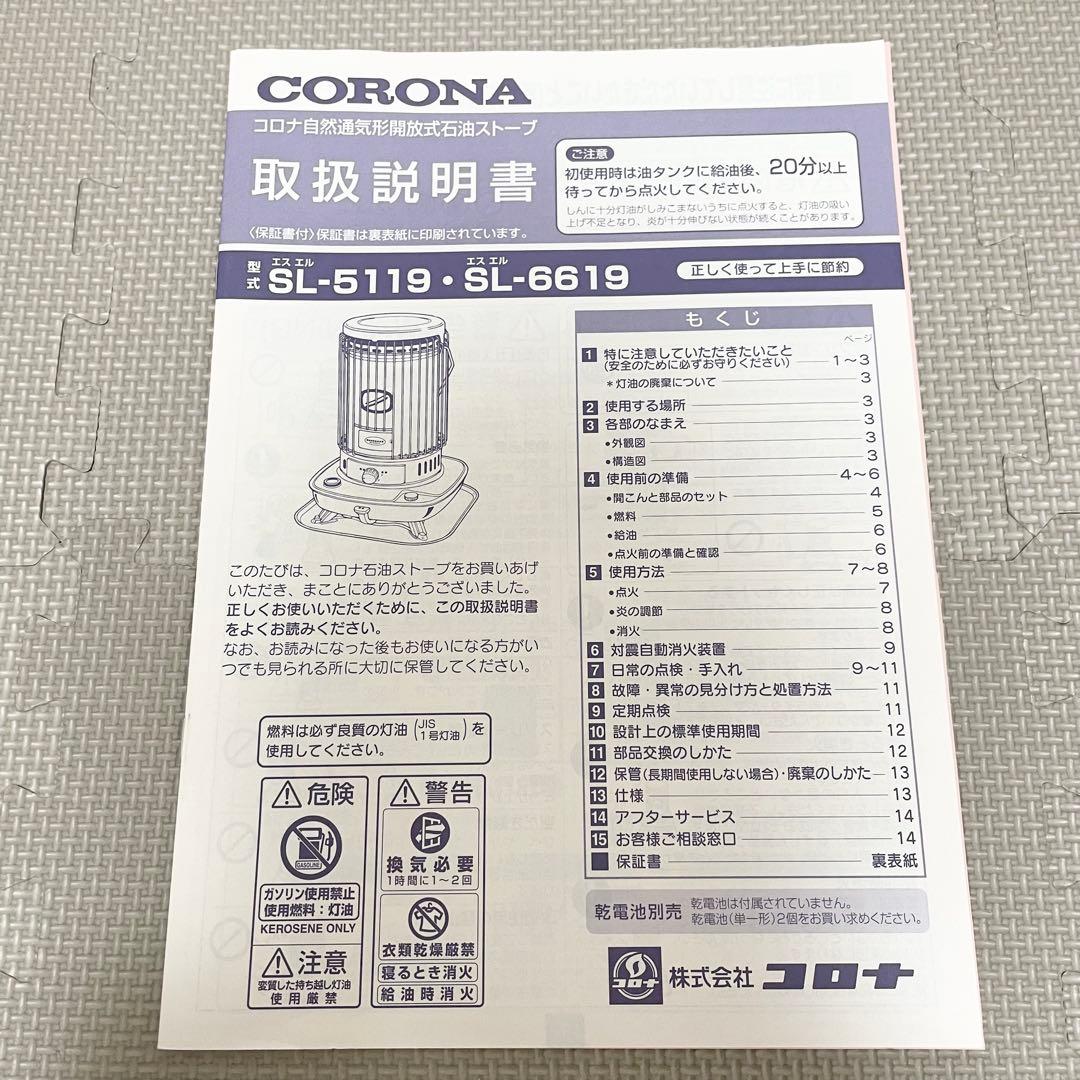 CORONA
コロナ自然通気形開放式石油ストーブ
取扱説明書
〈保証書付〉保証書は裏表紙に印刷されています。
ご注意
初使用時は油タンクに給油後、20分以上
待ってから点火してください。
しんに十分灯油がしみこまないうちに点火すると、灯油の吸い
上げ不足となり、炎が十分伸びない状態が続くことがあります。
型式 エス エル SL-5119・エス エル SL-6619
正しく使って上手に節約
このたびは、コロナ石油ストーブをお買いあげ
いただき、まことにありがとうございました。
正しくお使いいただくために、この取扱説明書
をよくお読みください。
なお、お読みになった後もお使いになる方がい
つでも見られる所に大切に保管してください。
燃料は必ず良質の灯油(JIS 1号灯油)を
使用してください。
危険
GASOLINE
ガソリン使用禁止
使用燃料:灯油
KEROSENE ONLY
注意
変質した持ち越し灯油
使用厳禁
警告
換気必要
1時間に1〜2回
衣類乾燥厳禁
寝るとき消火
給油時消火
もくじ
ページ
1 特に注意していただきたいこと
(安全のために必ずお守りください) 1〜3
*灯油の廃棄について 3
2 使用する場所 3
3 各部のなまえ 3
•外観図 3
•構造図 3
4 使用前の準備 4〜6
•開こんと部品のセット 4
•燃料 5
•給油 6
•点火前の準備と確認 6
5 使用方法 7〜8
•点火 7
•炎の調節 8
•消火 8
6 対震自動消火装置 9
7 日常の点検・手入れ 9〜11
8 故障・異常の見分け方と処置方法 11
9 定期点検 11
10 設計上の標準使用期間 12
11 部品交換のしかた 12
12 保管(長期間使用しない場合)・廃棄のしかた 13
13 仕様 13
14 アフターサービス 14
15 お客様ご相談窓口 14
■ 保証書 裏表紙
乾電池別売
乾電池は付属されていません。
乾電池(単一形)2個をお買い求めください。
コロナ
株式会社 コロナ